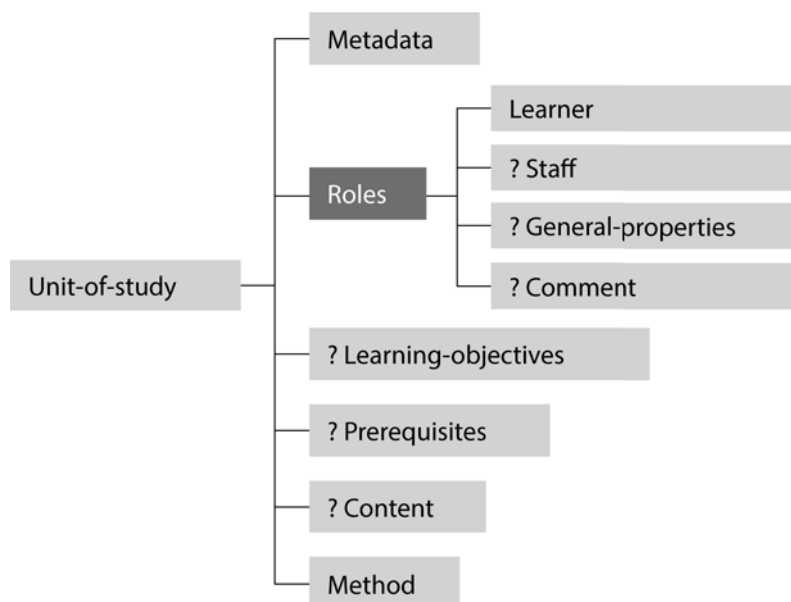 Metadata
Learner
? Staff
Roles
? General-properties
? Comment
Unit-of-study
? Learning-objectives
? Prerequisites
? Content
Method